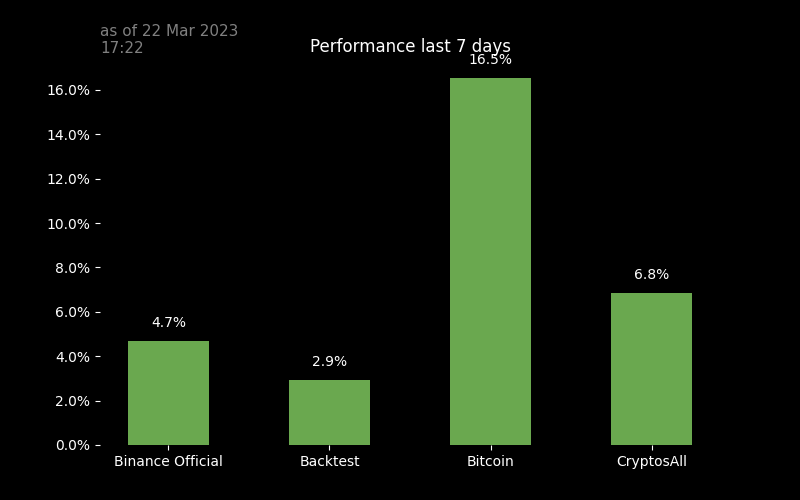 as of 22 Mar 2023
17:22
Performance last 7 days
16.5%
16.0%
14.0%
12.0%
10.0%
8.0%
6.8%
6.0%
4.7%
4.0%
2.9%
2.0%
0.0%
Binance Official
Backtest
Bitcoin
CryptosAll